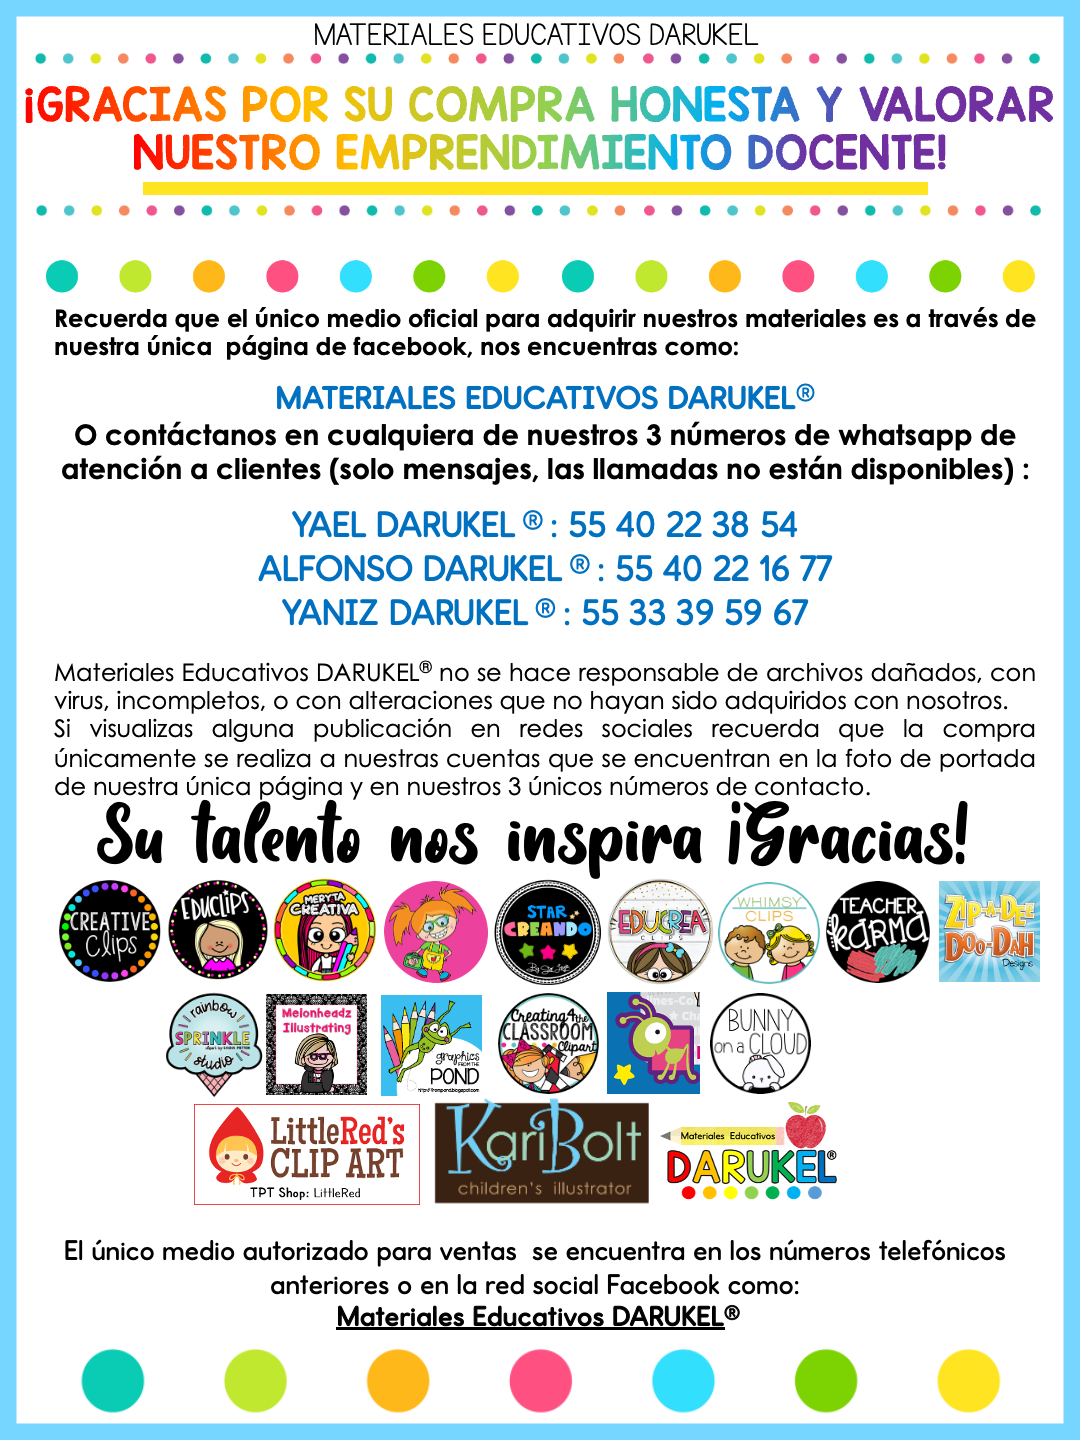 MATERIALES EDUCATIVOS DARUKEL
¡GRACIAS POR SU COMPRA HONESTA Y VALORAR
NUESTRO EMPRENDIMIENTO DOCENTE!
Recuerda que el único medio oficial para adquirir nuestros materiales es a través de
nuestra única página de facebook, nos encuentras como:
MATERIALES EDUCATIVOS DARUKEL®
O contáctanos en cualquiera de nuestros 3 números de whatsapp de
atención a clientes (solo mensajes, las llamadas no están disponibles) :
YAEL DARUKEL ® : 55 40 22 38 54
ALFONSO DARUKEL ® : 55 40 22 16 77
YANIZ DARUKEL ® : 55 33 39 59 67
Materiales Educativos DARUKEL® no se hace responsable de archivos dañados, con
virus, incompletos, o con alteraciones que no hayan sido adquiridos con nosotros.
Si visualizas alguna publicación en redes sociales recuerda que la compra
únicamente se realiza a nuestras cuentas que se encuentran en la foto de portada
de nuestra única página y en nuestros 3 únicos números de contacto.
Su talento nos inspira ¡Gracias!
CREATIVE
Clips
EDUCLIPS
MERYTA
CREATIVA
STAR
CREANDO
EDUCREA
WHIMSY
CLIPS
TEACHER
KARMA
ZIP-A-DEE
DOO-DAH
Designs
rainbow
SPRINKLE
studio
Melonheadz
Illustrating
graphics
FROM THE
POND
Creating4the
CLASSROOM
Clipart
BUNNY
on a CLOUD
LittleRed's
CLIP ART
TPT Shop: LittleRed
KariBolt
children's illustrator
Materiales Educativos
DARUKEL®
El único medio autorizado para ventas se encuentra en los números telefónicos
anteriores o en la red social Facebook como:
Materiales Educativos DARUKEL®